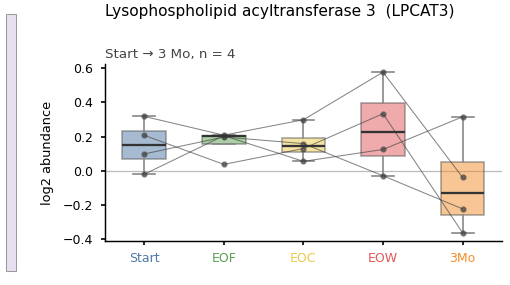 Lysophospholipid acyltransferase 3 (LPCAT3)
Start → 3 Mo, n = 4
0.6
0.4
0.2
0.0
−0.2
−0.4
log2 abundance
Start EOF EOC EOW 3Mo